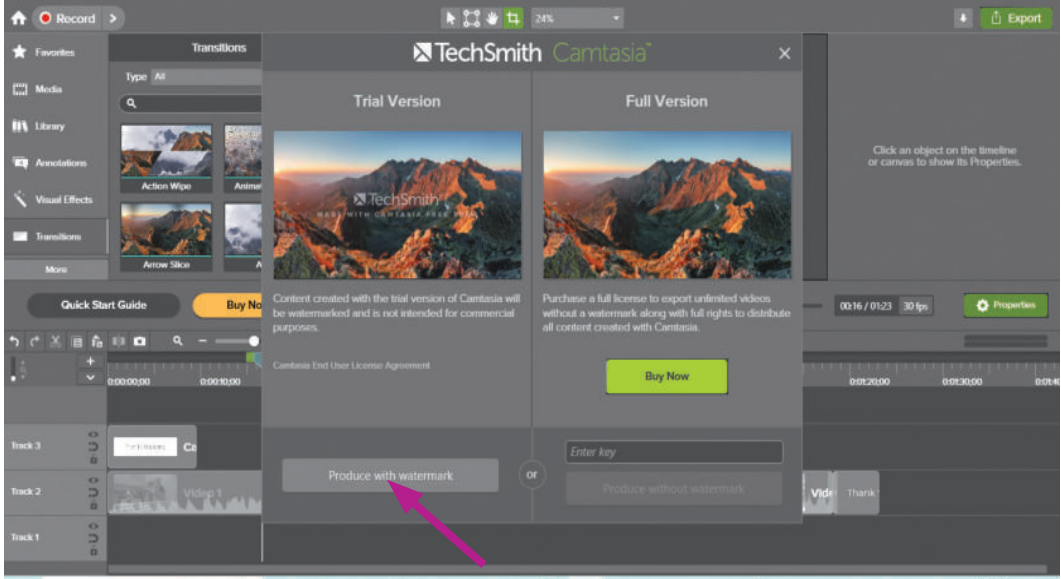 Record
24%
Export
Favorites
Media
Library
Annotations
Visual Effects
Transitions
More
Transitions
Type All
Action Wipe
Arrow Slice
TechSmith Camtasia
Trial Version
Full Version
TechSmith
MADE WITH CAMTASIA FREE
Content created with the trial version of Camtasia will
be watermarked and is not intended for commercial
purposes.
Camtasia End User License Agreement
Purchase a full license to export unlimited videos
without a watermark along with full rights to distribute
all content created with Camtasia.
Buy Now
Produce with watermark
or
Enter key
Produce without watermark
Click an object on the timeline
or canvas to show its Properties.
Quick Start Guide
Buy No
00:16 / 01:23 30 fps
Properties
0:00:00;00
0:00:10;00
0:01:20;00
0:01:30;00
Track 3
Track 2
Video 1
Thank
Track 1